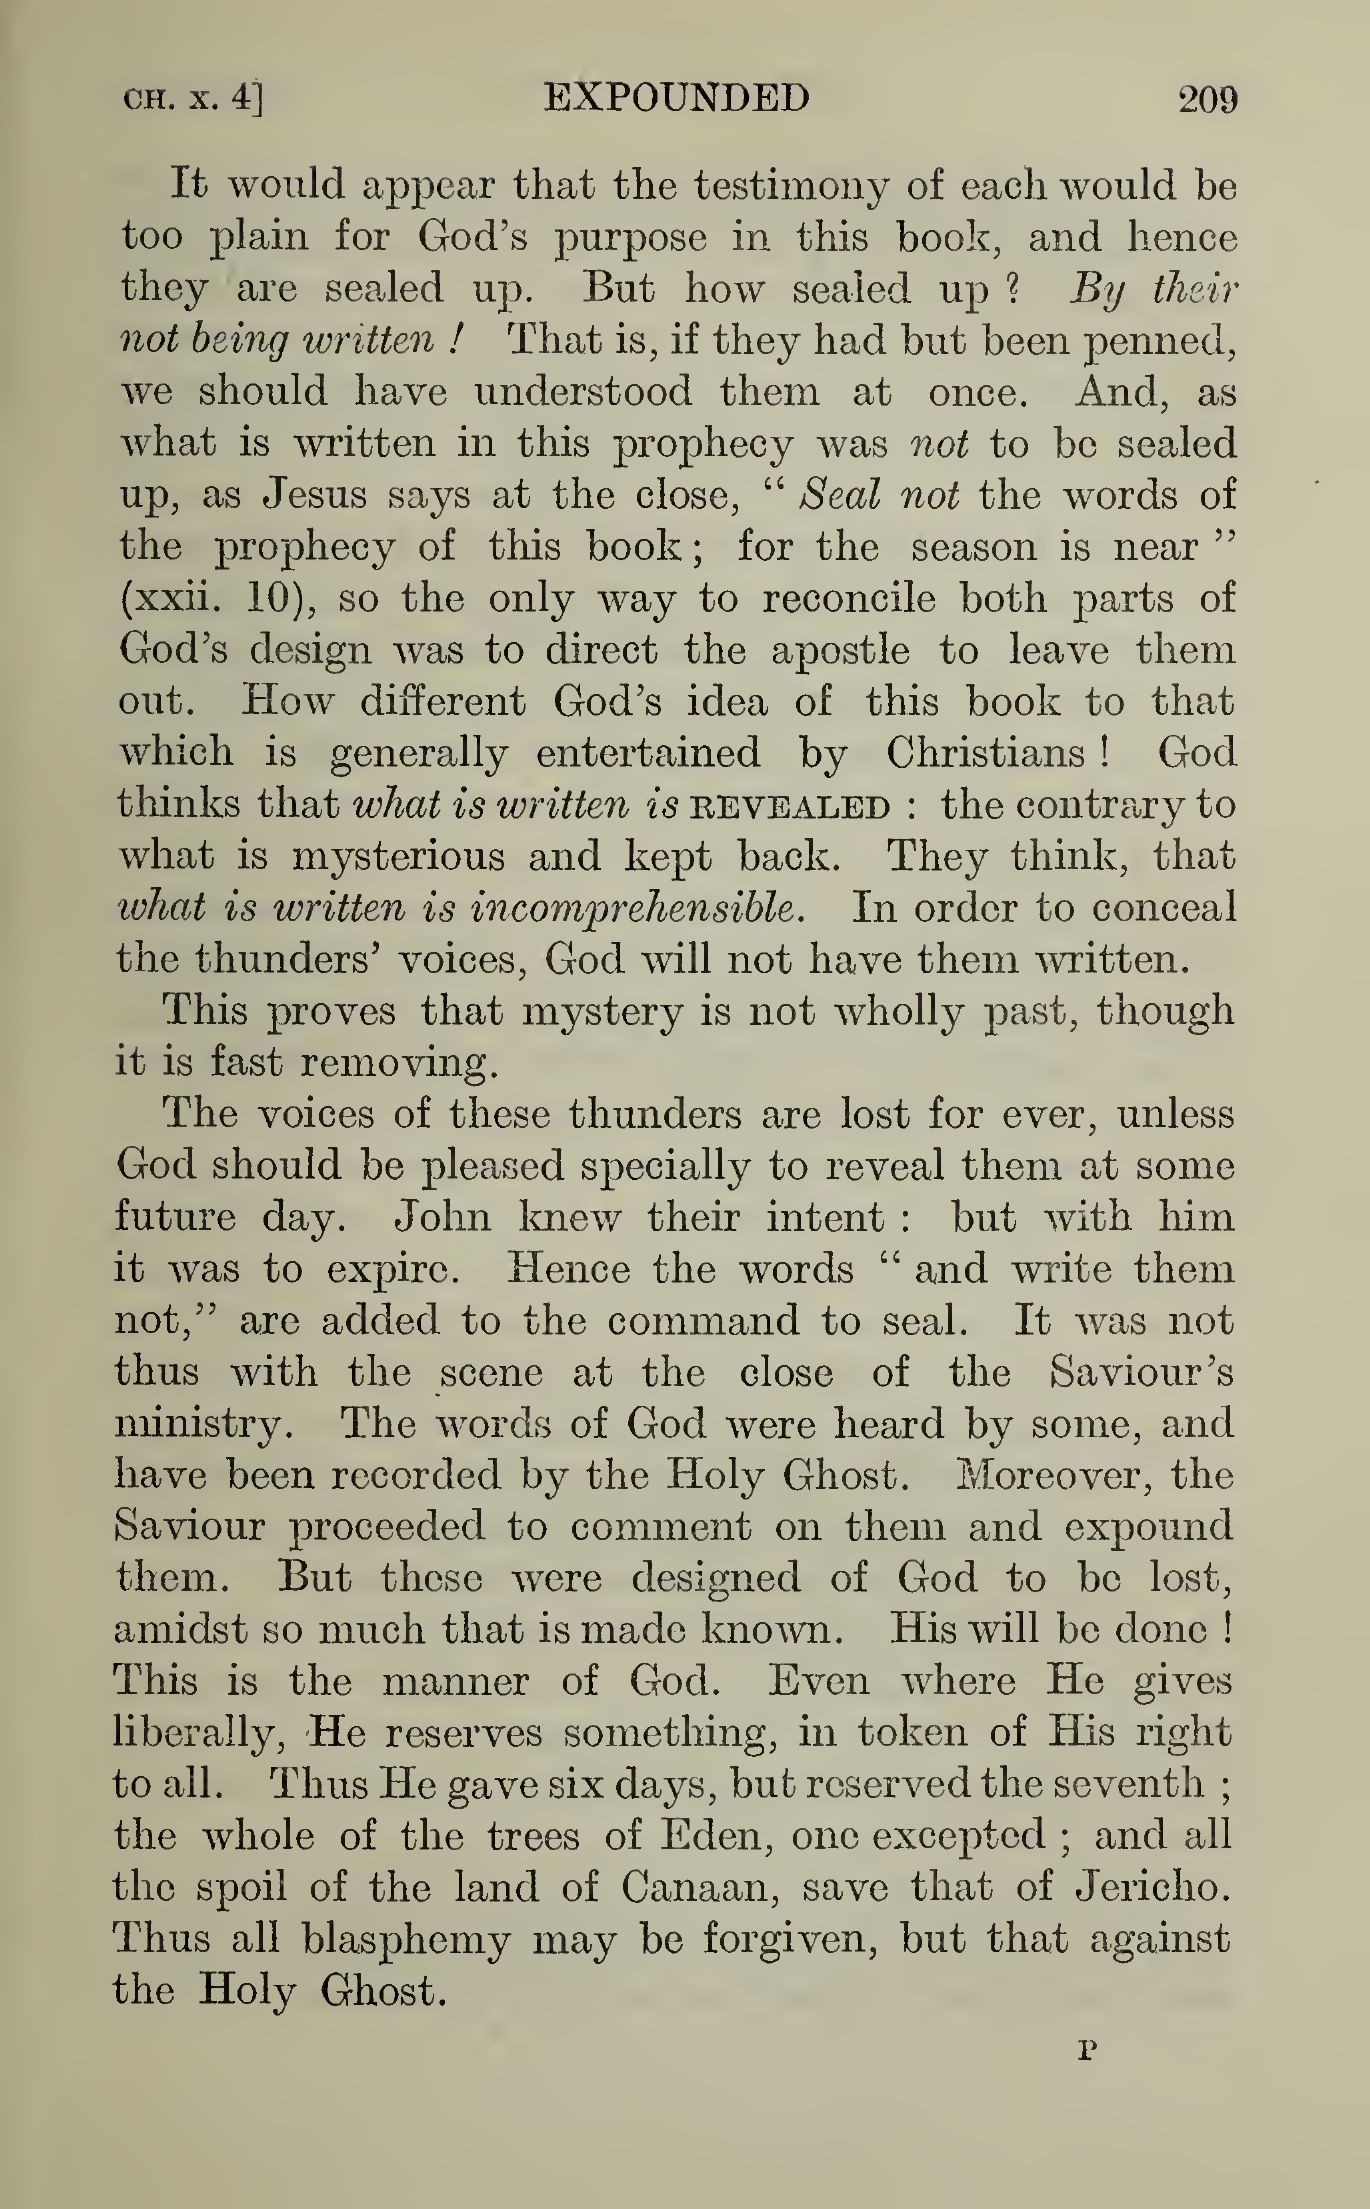 CH. X. 4] EXPOUNDED 209
It would appear that the testimony of each would be
too plain for God's purpose in this book, and hence
they are sealed up. But how sealed up ? By their
not being written ! That is, if they had but been penned,
we should have understood them at once. And, as
what is written in this prophecy was not to be sealed
up, as Jesus says at the close, “ Seal not the words of
the prophecy of this book; for the season is near ”
(xxii. 10), so the only way to reconcile both parts of
God's design was to direct the apostle to leave them
out. How different God's idea of this book to that
which is generally entertained by Christians ! God
thinks that what is written is REVEALED : the contrary to
what is mysterious and kept back. They think, that
what is written is incomprehensible. In order to conceal
the thunders' voices, God will not have them written.
This proves that mystery is not wholly past, though
it is fast removing.
The voices of these thunders are lost for ever, unless
God should be pleased specially to reveal them at some
future day. John knew their intent : but with him
it was to expire. Hence the words “ and write them
not,” are added to the command to seal. It was not
thus with the scene at the close of the Saviour's
ministry. The words of God were heard by some, and
have been recorded by the Holy Ghost. Moreover, the
Saviour proceeded to comment on them and expound
them. But these were designed of God to be lost,
amidst so much that is made known. His will be done !
This is the manner of God. Even where He gives
liberally, He reserves something, in token of His right
to all. Thus He gave six days, but reserved the seventh ;
the whole of the trees of Eden, one excepted ; and all
the spoil of the land of Canaan, save that of Jericho.
Thus all blasphemy may be forgiven, but that against
the Holy Ghost.
P